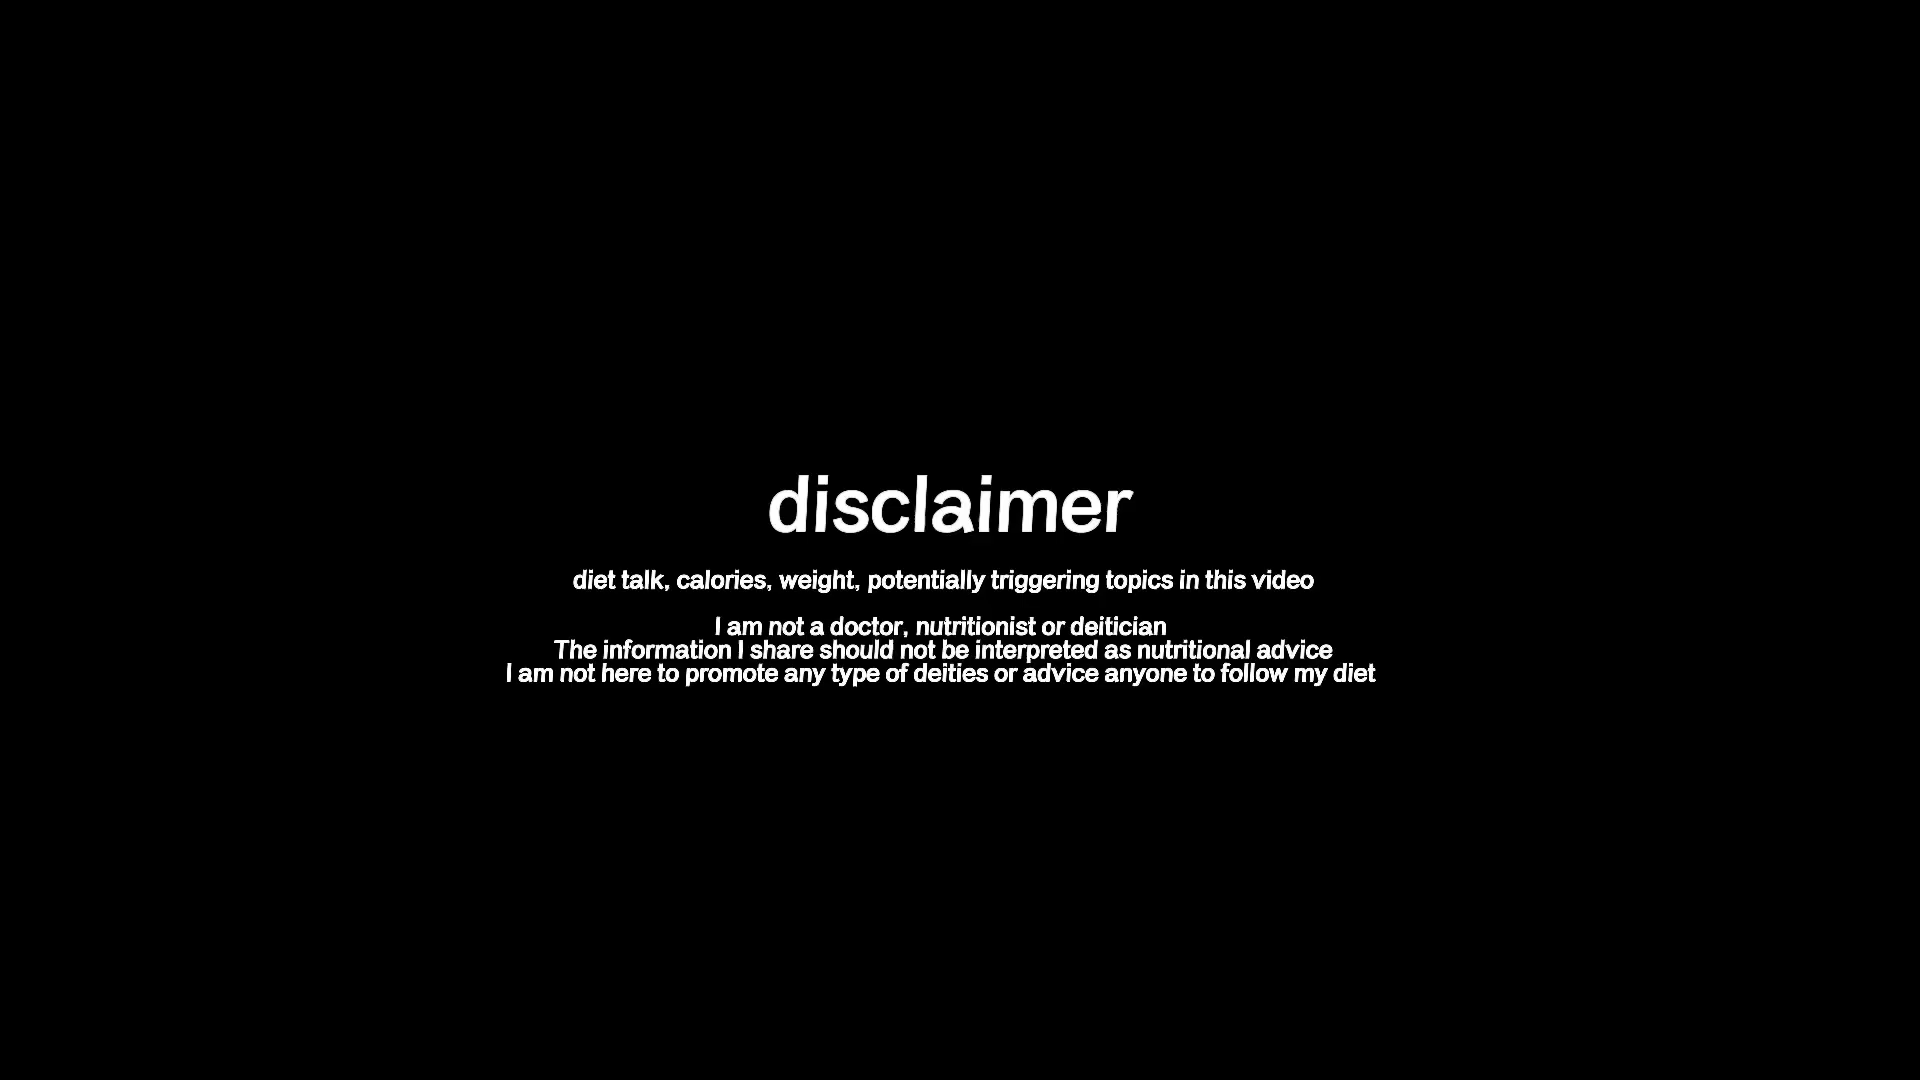 disclaimer
diet talk, calories, weight, potentially triggering topics in this video
I am not a doctor, nutritionist or deitician
The information I share should not be interpreted as nutritional advice
I am not here to promote any type of deities or advice anyone to follow my diet